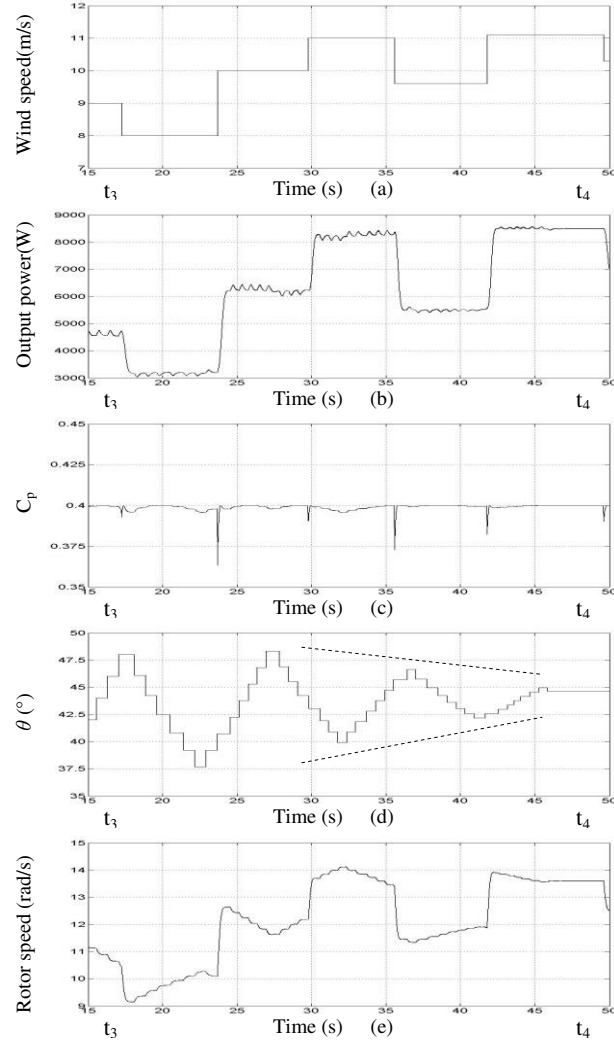 Wind speed(m/s)
12
11
10
9
8
7
15 20 25 30 35 40 45 50
t3 Time (s) (a) t4
Output power(W)
9000
8000
7000
6000
5000
4000
3000
15 20 25 30 35 40 45 50
t3 Time (s) (b) t4
Cp
0.45
0.425
0.4
0.375
0.35
15 20 25 30 35 40 45 50
t3 Time (s) (c) t4
θ (°)
50
47.5
45
42.5
40
37.5
35
15 20 25 30 35 40 45 50
t3 Time (s) (d) t4
Rotor speed (rad/s)
15
14
13
12
11
10
9
15 20 25 30 35 40 45 50
t3 Time (s) (e) t4